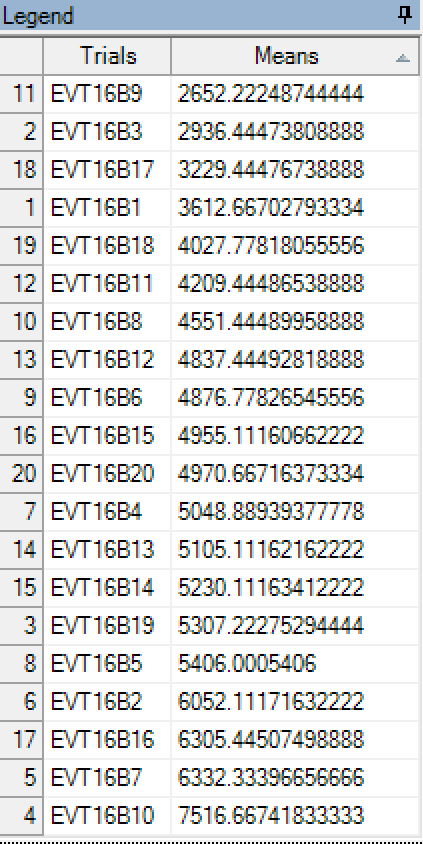 Legend
Trials Means
11 EVT16B9 2652.22248744444
2 EVT16B3 2936.44473808888
18 EVT16B17 3229.44476738888
1 EVT16B1 3612.66702793334
19 EVT16B18 4027.77818055556
12 EVT16B11 4209.44486538888
10 EVT16B8 4551.44489958888
13 EVT16B12 4837.44492818888
9 EVT16B6 4876.77826545556
16 EVT16B15 4955.11160662222
20 EVT16B20 4970.66716373334
7 EVT16B4 5048.88939377778
14 EVT16B13 5105.11162162222
15 EVT16B14 5230.11163412222
3 EVT16B19 5307.22275294444
8 EVT16B5 5406.0005406
6 EVT16B2 6052.11171632222
17 EVT16B16 6305.44507498888
5 EVT16B7 6332.33396656666
4 EVT16B10 7516.66741833333